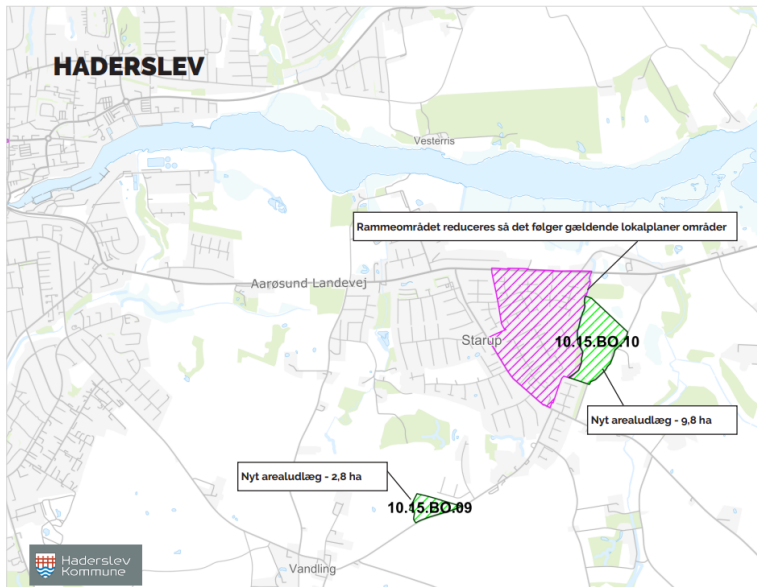 HADERSLEV
Vesterris
Rammeområdet reduceres så det følger gældende lokalplaner områder
Aarøsund Landevej
Starup
10.15.BO.10
Nyt arealudlæg - 9,8 ha
Nyt arealudlæg - 2,8 ha
10.15.BO.09
Haderslev
Kommune
Vandling